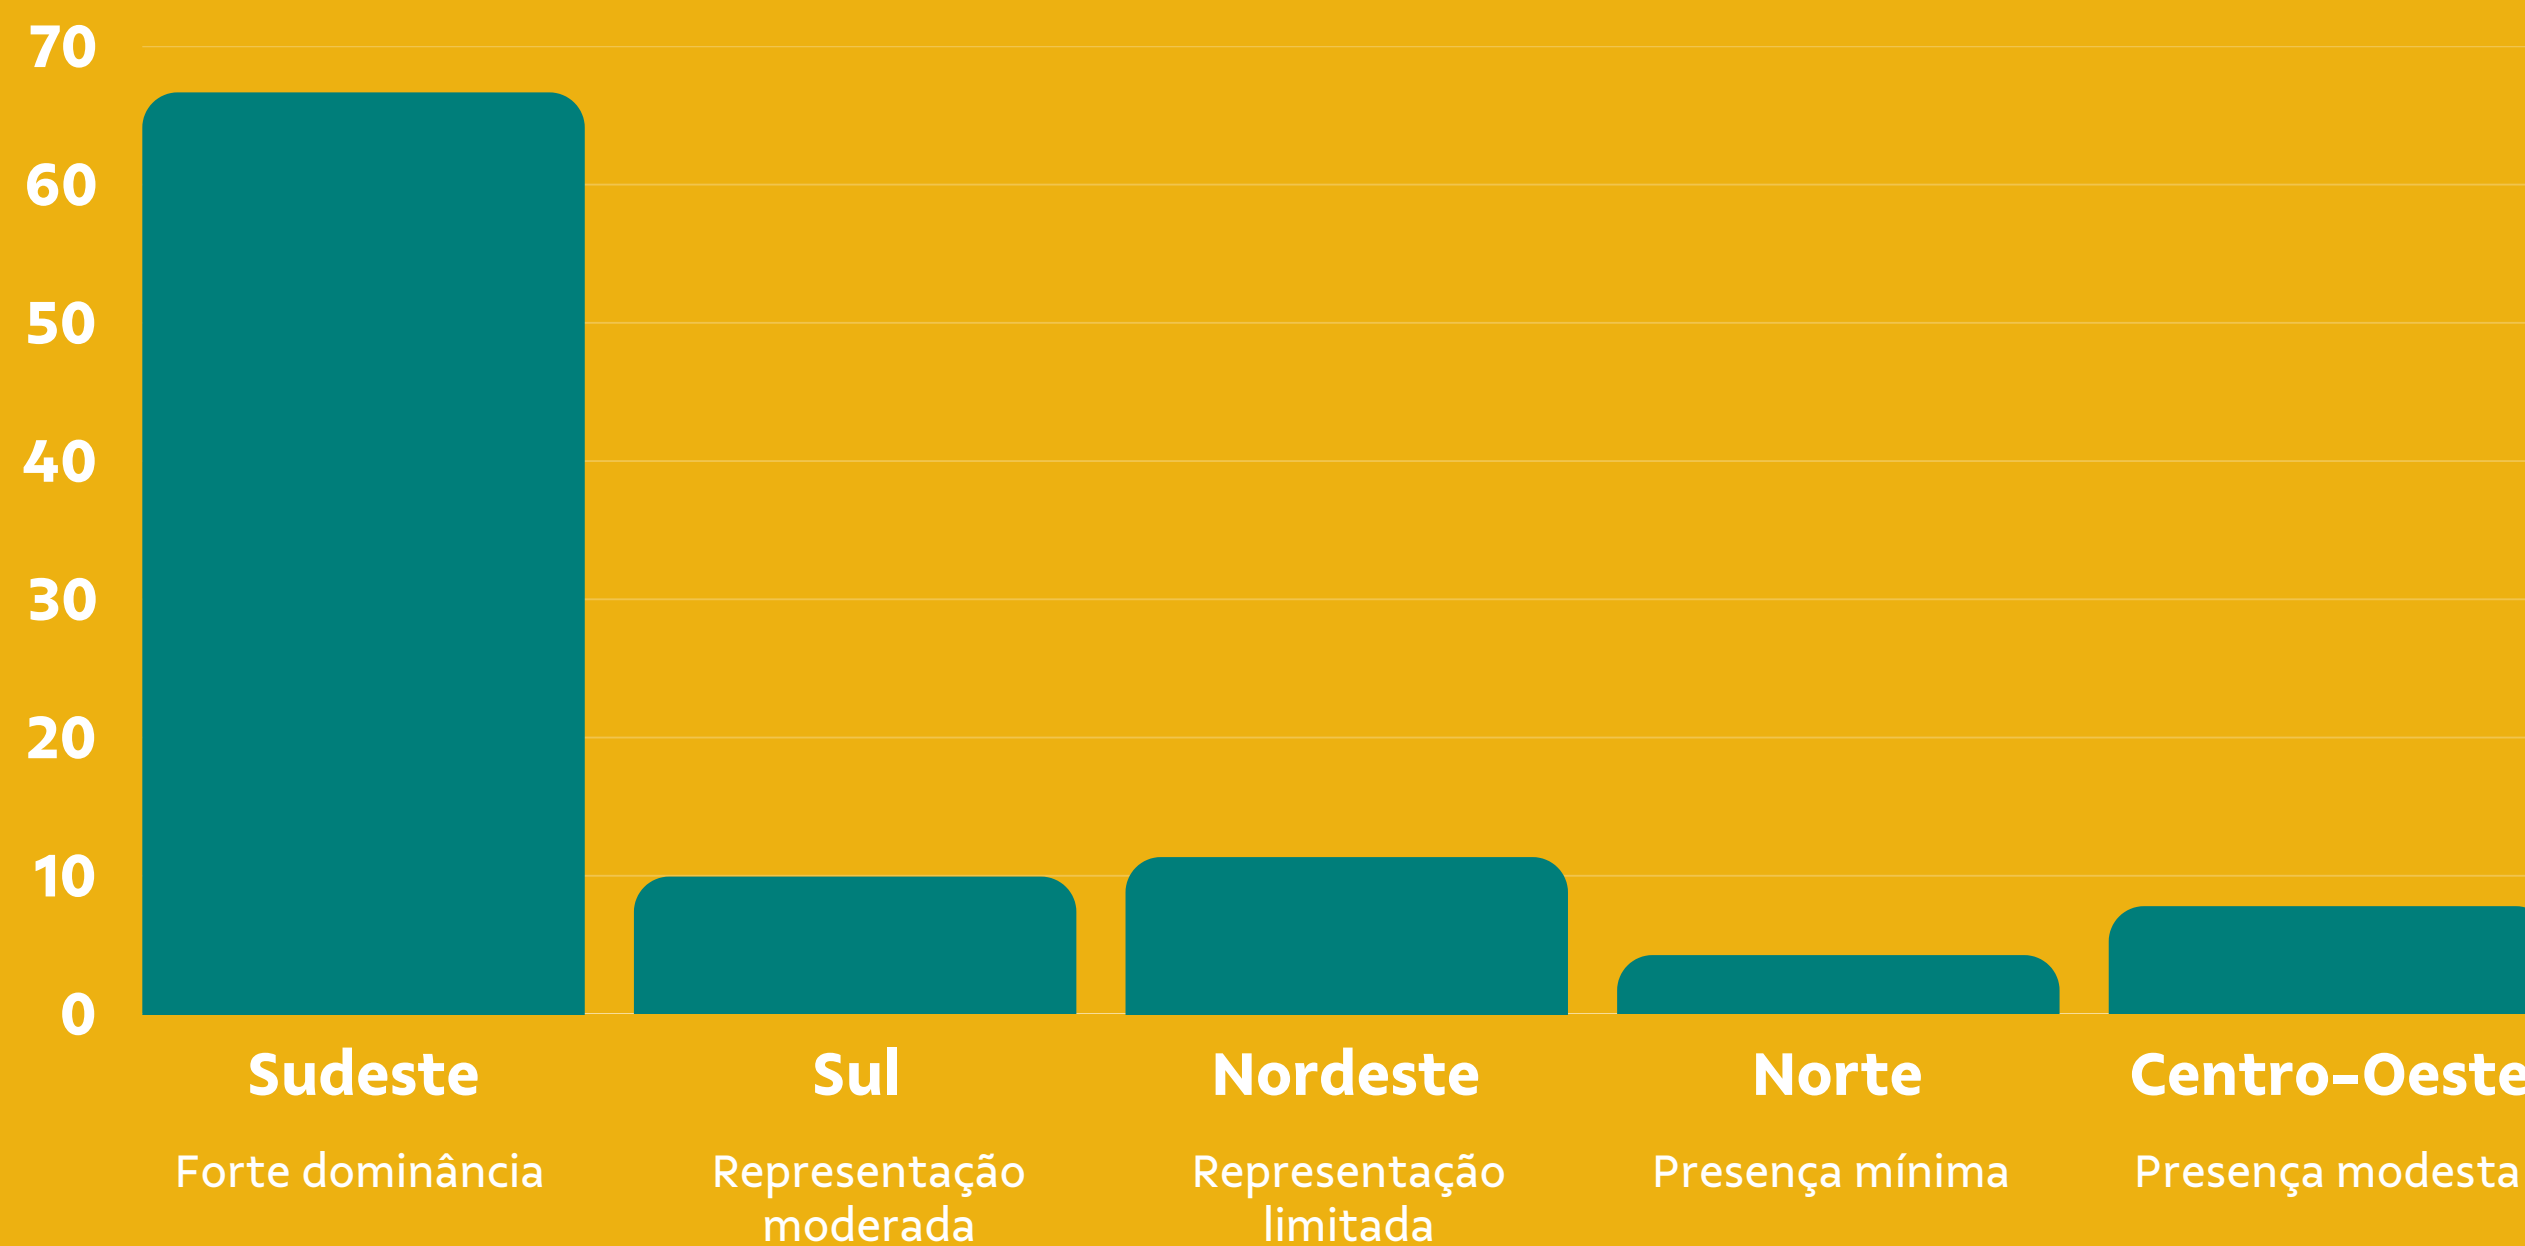 70
60
50
40
30
20
10
0
Sudeste
Sul
Nordeste
Norte
Centro-Oeste
Forte dominância
Representação
moderada
Representação
limitada
Presença mínima
Presença modesta